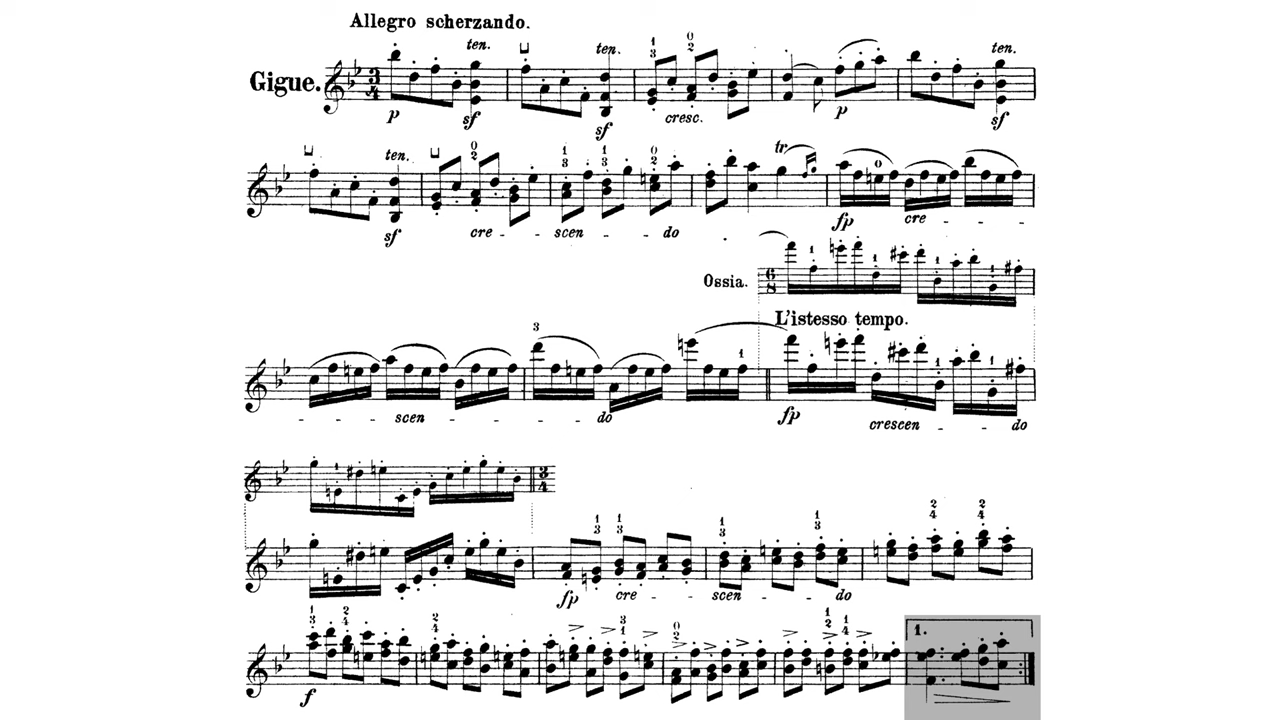 Allegro scherzando.
Gigue.
ten. ten. ten.
p sf sf cresc. p sf
ten. tr
sf cre - scen - do fp cre -
Ossia.
L'istesso tempo.
scen - do fp crescen - do
fp cre - scen - do
1.
f